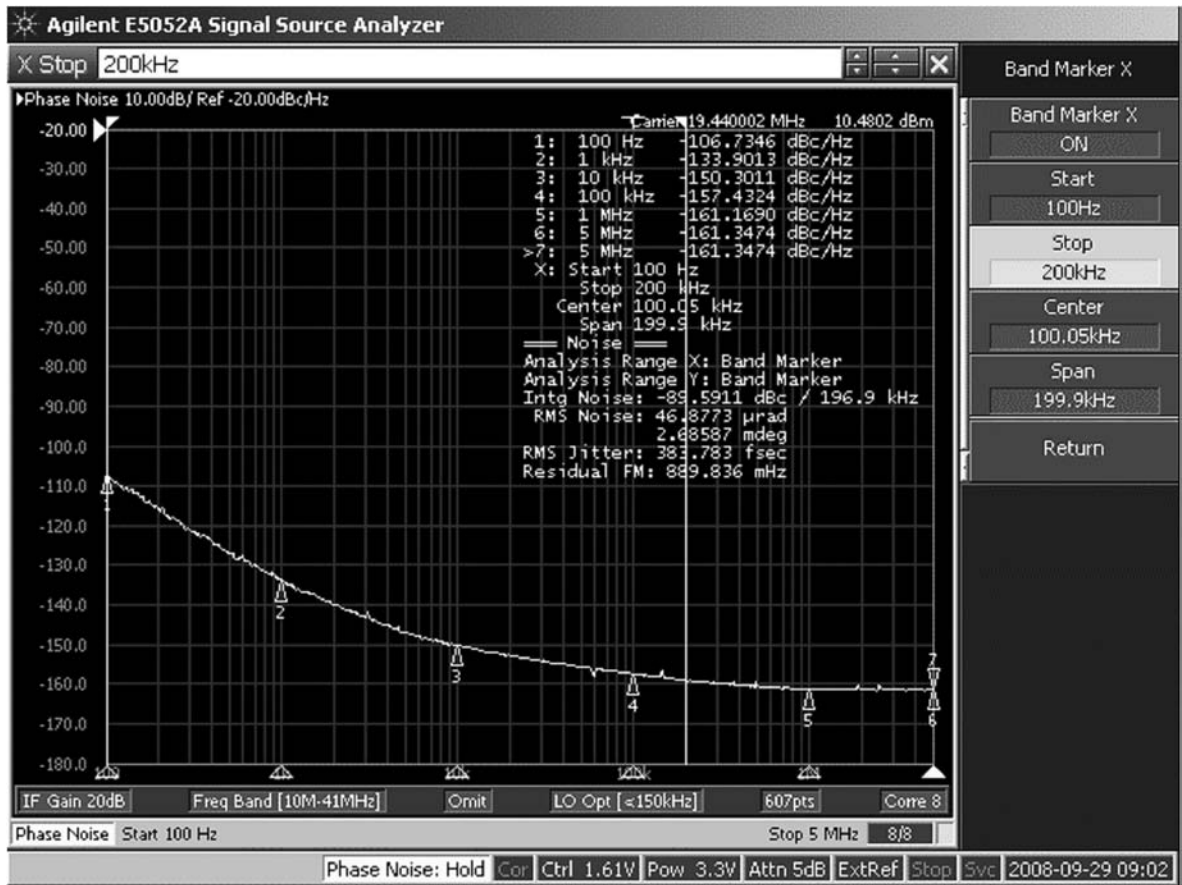 Agilent E5052A Signal Source Analyzer
X Stop 200kHz
Phase Noise 10.00dB/ Ref -20.00dBc/Hz
Carrier 19.440002 MHz 10.4802 dBm
1: 100 Hz -106.7346 dBc/Hz
2: 1 kHz -133.9013 dBc/Hz
3: 10 kHz -150.3011 dBc/Hz
4: 100 kHz -157.4324 dBc/Hz
5: 1 MHz -161.1690 dBc/Hz
6: 5 MHz -161.3474 dBc/Hz
>7: 5 MHz -161.3474 dBc/Hz
X: Start 100 Hz
Stop 200 kHz
Center 100.05 kHz
Span 199.9 kHz
=== Noise ===
Analysis Range X: Band Marker
Analysis Range Y: Band Marker
Intg Noise: -89.5911 dBc / 196.9 kHz
RMS Noise: 46.8773 µrad
2.68587 mdeg
RMS Jitter: 383.783 fsec
Residual FM: 889.836 mHz
-20.00
-30.00
-40.00
-50.00
-60.00
-70.00
-80.00
-90.00
-100.0
-110.0
-120.0
-130.0
-140.0
-150.0
-160.0
-170.0
-180.0
1
2
3
4
5
6
7
IF Gain 20dB
Freq Band [10M-41MHz]
Omit
LO Opt [<150kHz]
607pts
Corre 8
Phase Noise Start 100 Hz
Stop 5 MHz 8/8
Phase Noise: Hold Cor Ctrl 1.61V Pow 3.3V Attn 5dB ExtRef Stop Svc 2008-09-29 09:02
Band Marker X
Band Marker X
ON
Start
100Hz
Stop
200kHz
Center
100.05kHz
Span
199.9kHz
Return